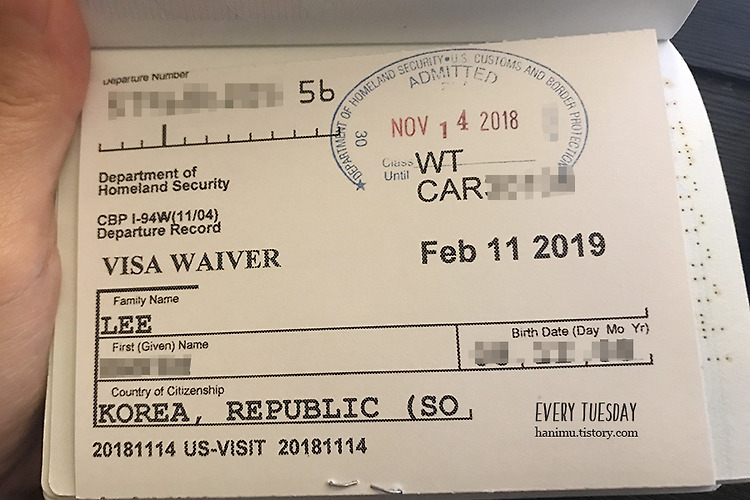 Departure Number
5b
DEPARTMENT OF HOMELAND SECURITY • U.S. CUSTOMS AND BORDER PROTECTION
ADMITTED
30
NOV 14 2018
Class WT
Until CAR
Department of
Homeland Security
CBP I-94W(11/04)
Departure Record
VISA WAIVER
Feb 11 2019
Family Name
LEE
First (Given) Name
Birth Date (Day Mo Yr)
Country of Citizenship
KOREA, REPUBLIC (SO
20181114 US-VISIT 20181114
EVERY TUESDAY
hanimu.tistory.com